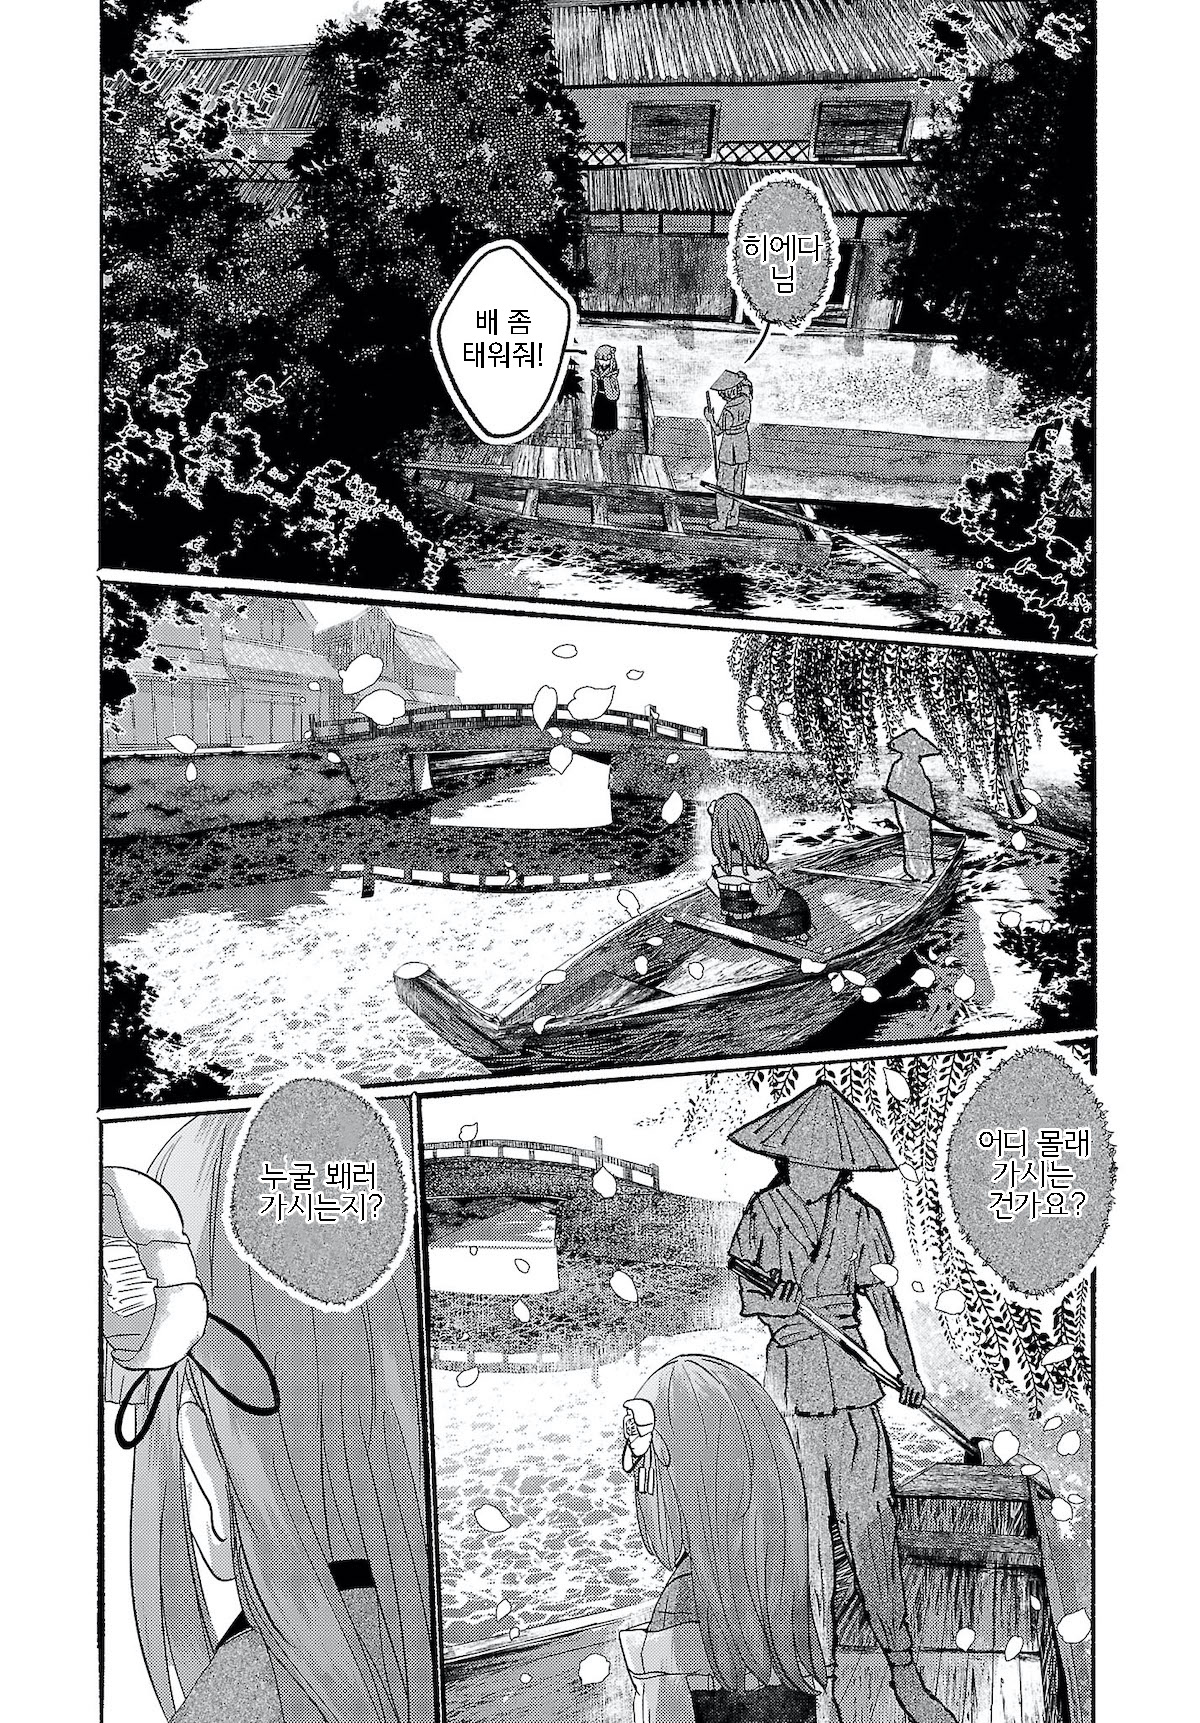 히에다
님
배 좀
태워줘!
어디 몰래
가시는
건가요?
누굴 봬러
가시는지?